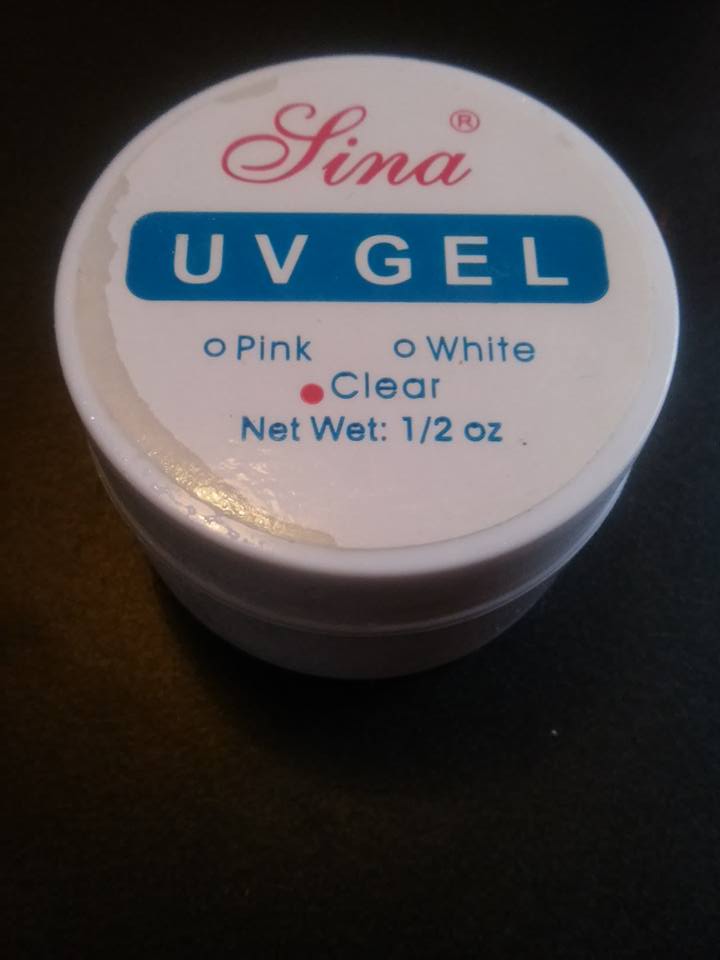 Sina®
UV GEL
Pink White
Clear
Net Wet: 1/2 oz